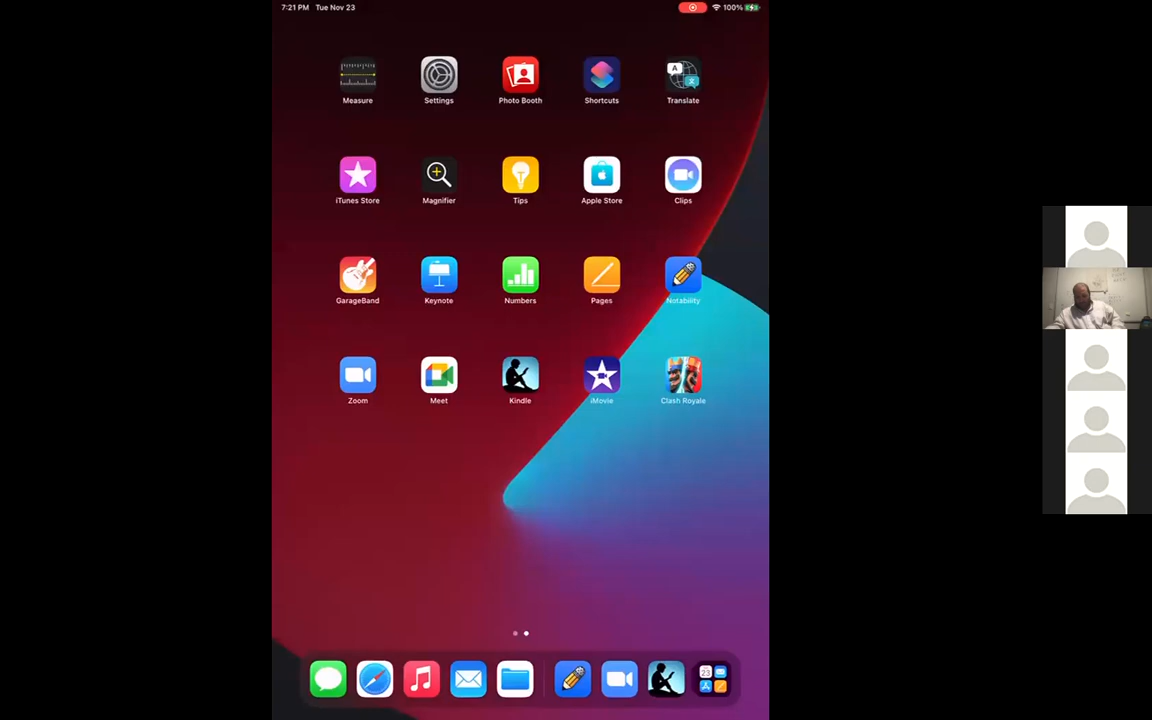 7:21 PM Tue Nov 23 100%
Measure Settings Photo Booth Shortcuts Translate
iTunes Store Magnifier Tips Apple Store Clips
GarageBand Keynote Numbers Pages Notability
Zoom Meet Kindle iMovie Clash Royale
23